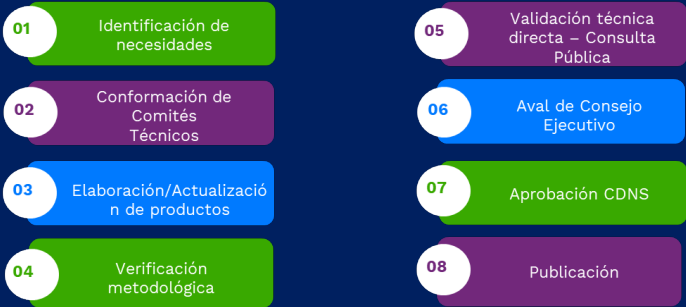 01
Identificación de
necesidades
02
Conformación de
Comités
Técnicos
03
Elaboración/Actualizació
n de productos
04
Verificación
metodológica
05
Validación técnica
directa – Consulta
Pública
06
Aval de Consejo
Ejecutivo
07
Aprobación CDNS
08
Publicación